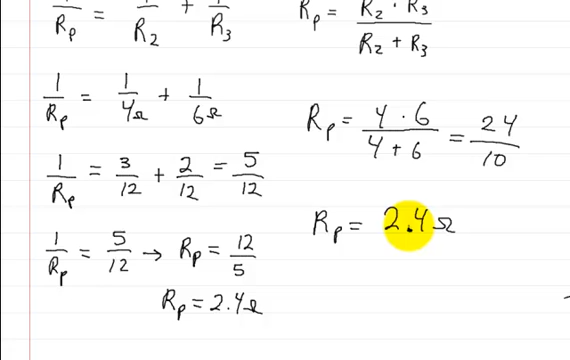 1/Rp = 1/R2 + 1/R3
1/Rp = 1/4Ω + 1/6Ω
1/Rp = 3/12 + 2/12 = 5/12
1/Rp = 5/12 → Rp = 12/5
Rp = 2.4Ω
Rp = R2 · R3 / R2 + R3
Rp = 4 · 6 / 4 + 6 = 24/10
Rp = 2.4Ω